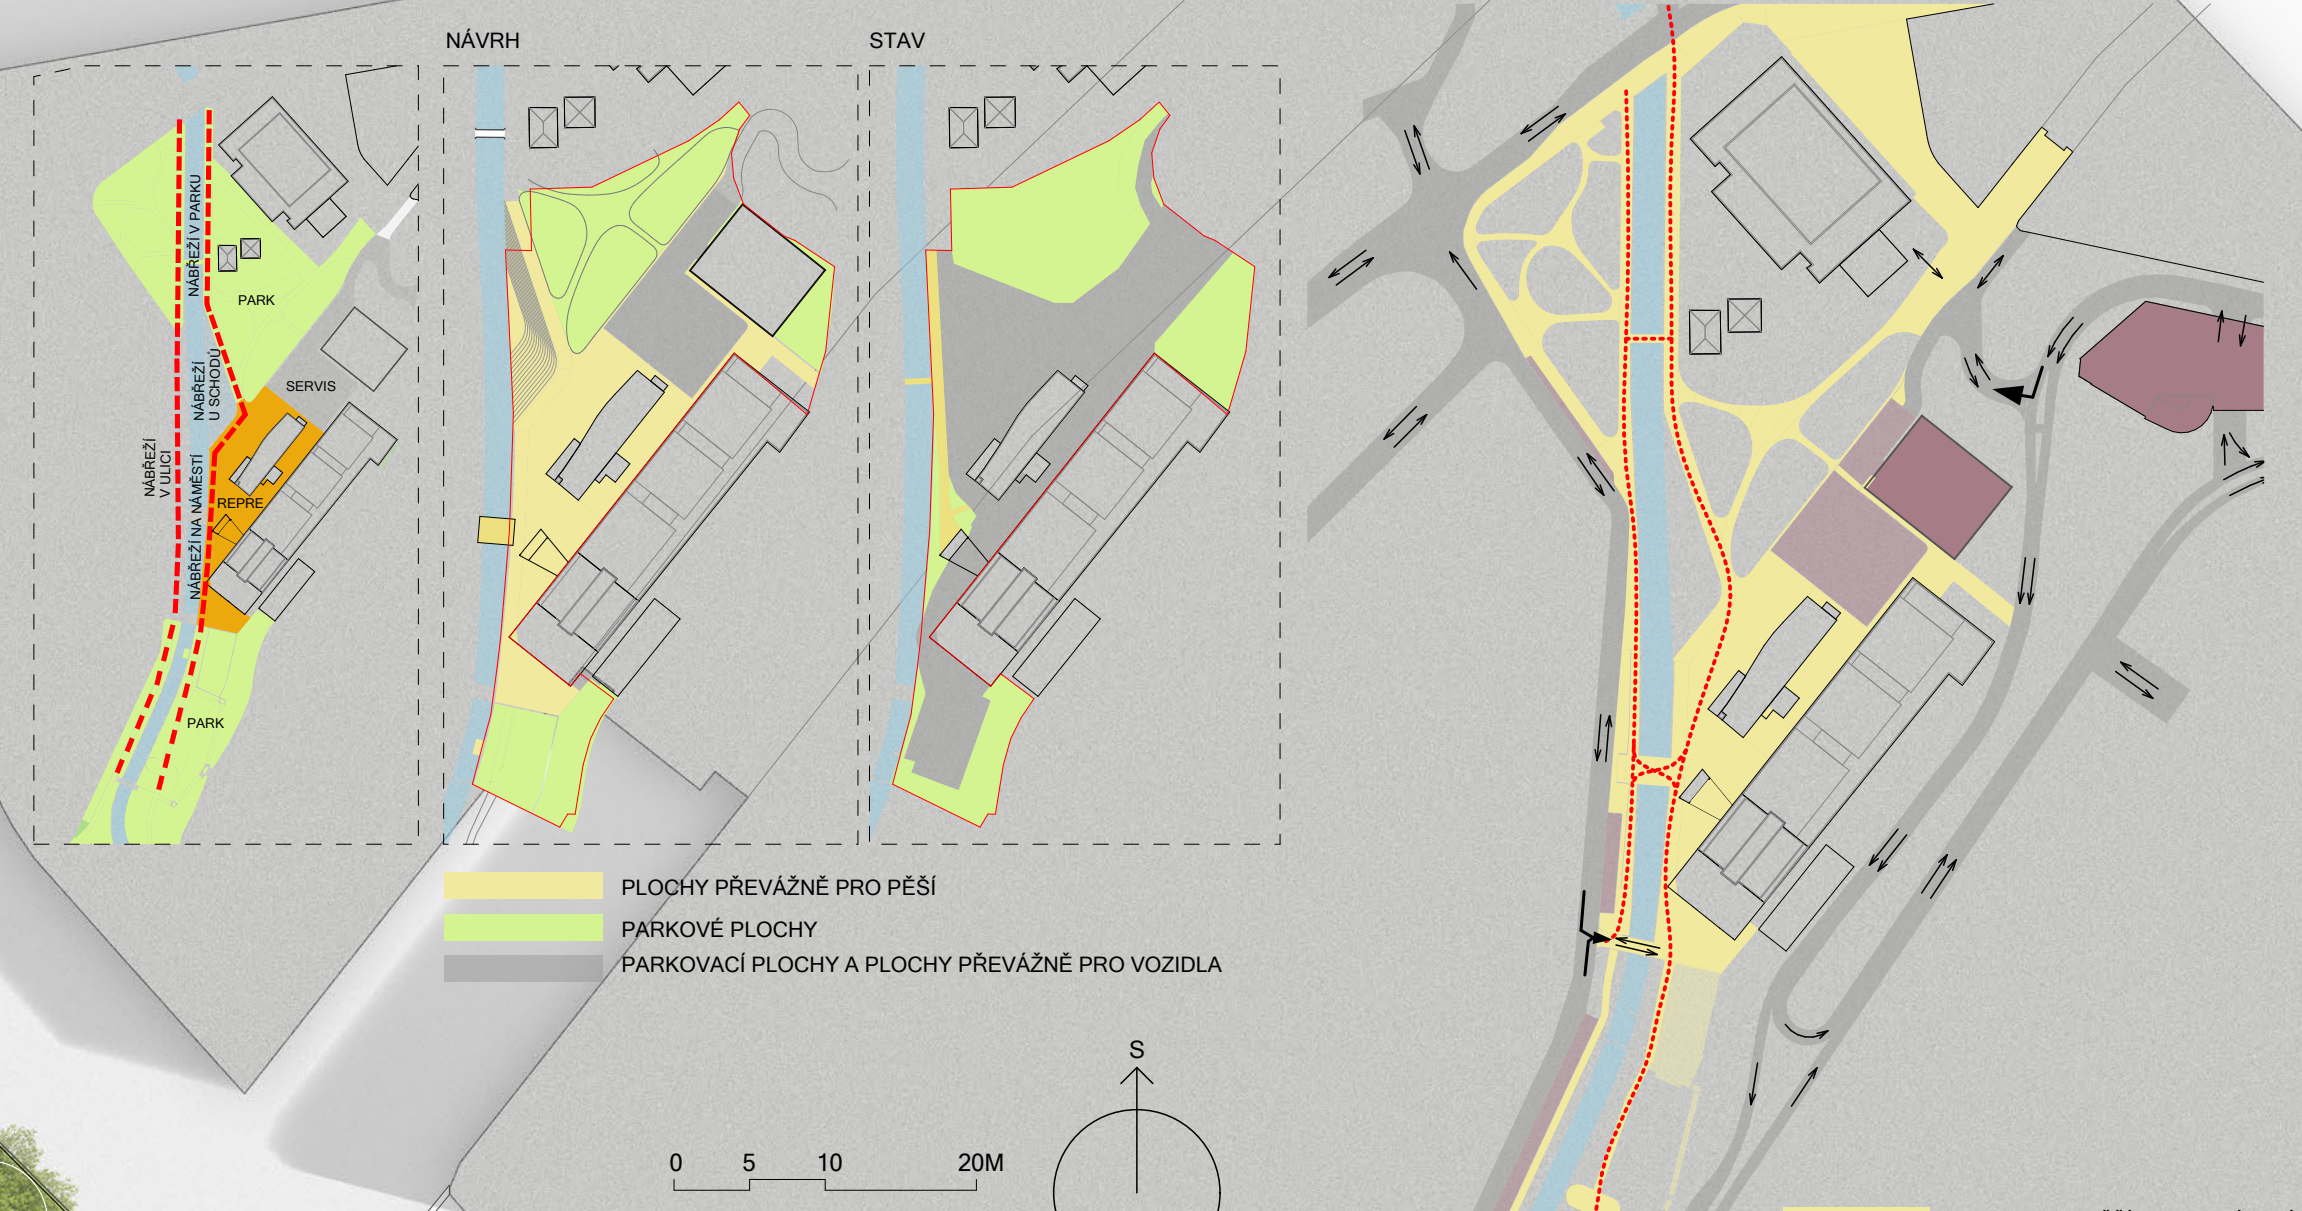 NÁVRH
STAV
NÁBŘEŽÍ V PARKU
PARK
NÁBŘEŽÍ
U SCHODŮ
SERVIS
NÁBŘEŽÍ
V ULICI
NÁBŘEŽÍ NA NÁMĚSTÍ
REPRE
PARK
PLOCHY PŘEVÁŽNĚ PRO PĚŠÍ
PARKOVÉ PLOCHY
PARKOVACÍ PLOCHY A PLOCHY PŘEVÁŽNĚ PRO VOZIDLA
S
0 5 10 20M